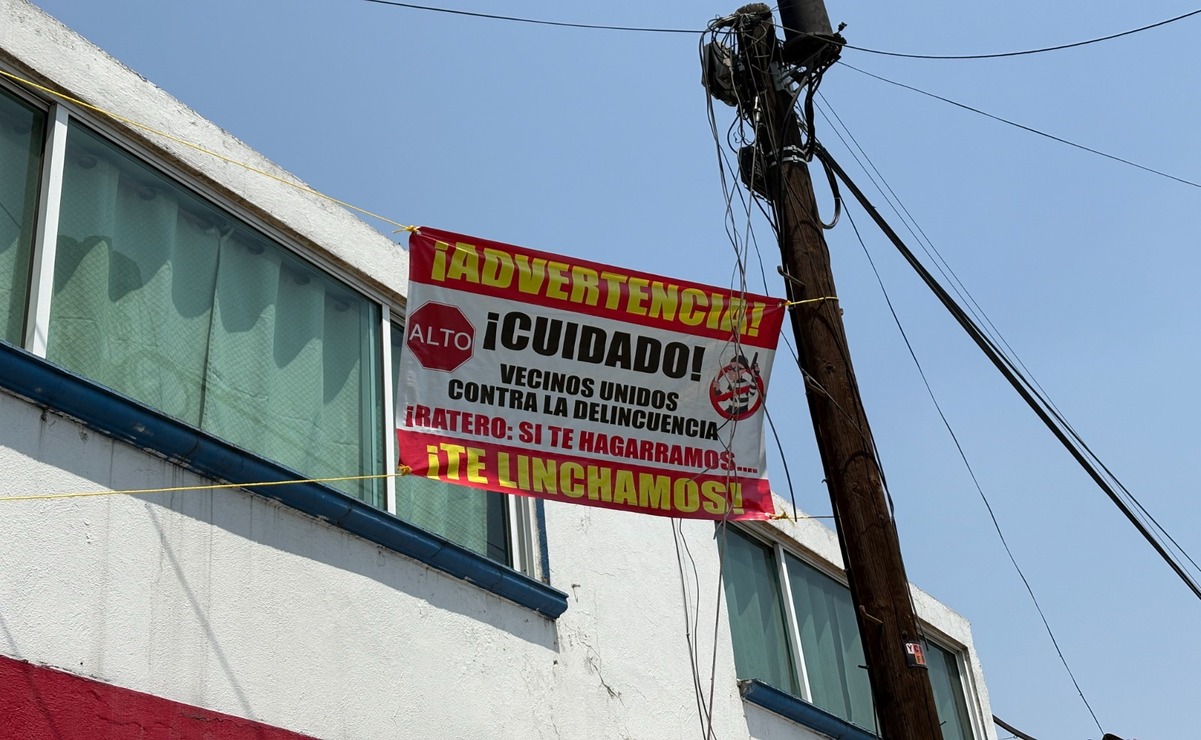 ¡ADVERTENCIA!
ALTO
¡CUIDADO!
VECINOS UNIDOS
CONTRA LA DELINCUENCIA
¡RATERO: SI TE HAGARRAMOS....
¡TE LINCHAMOS!